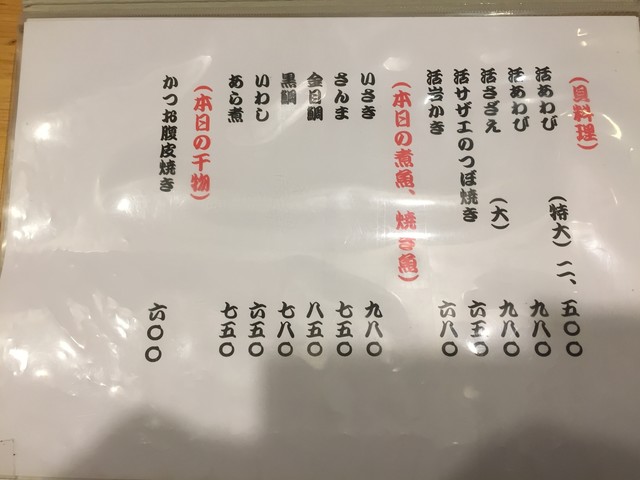 (貝料理)
活あわび (特大) 二、五〇〇
活あわび 九八〇
活さざえ (大) 九八〇
活サザエのつぼ焼き 六五〇
活岩かき 六八〇
(本日の煮魚、焼き魚)
いさき 九八〇
さんま 七五〇
金目鯛 八五〇
黒鯛 七八〇
いわし 六五〇
あら煮 七五〇
(本日の干物)
かつお腹皮焼き 六〇〇